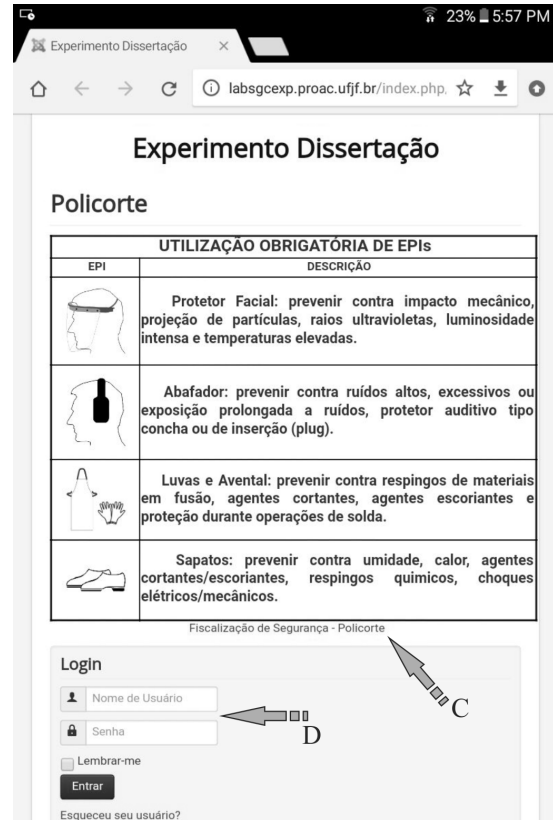 23% 5:57 PM
Experimento Dissertação ×
labsgcexp.proac.ufjf.br/index.php.
Experimento Dissertação
Policorte
UTILIZAÇÃO OBRIGATÓRIA DE EPIs
EPI DESCRIÇÃO
Protetor Facial: prevenir contra impacto mecânico,
projeção de partículas, raios ultravioletas, luminosidade
intensa e temperaturas elevadas.
Abafador: prevenir contra ruídos altos, excessivos ou
exposição prolongada a ruídos, protetor auditivo tipo
concha ou de inserção (plug).
Luvas e Avental: prevenir contra respingos de materiais
em fusão, agentes cortantes, agentes escoriantes e
proteção durante operações de solda.
Sapatos: prevenir contra umidade, calor, agentes
cortantes/escoriantes, respingos quimicos, choques
elétricos/mecânicos.
Fiscalização de Segurança - Policorte
C
Login
Nome de Usuário
D
Senha
Lembrar-me
Entrar
Esqueceu seu usuário?